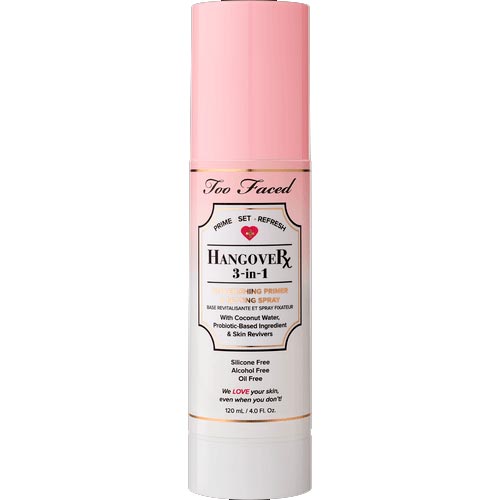 Too Faced
PRIME · SET · REFRESH
HANGOVERX
3-in-1
PRIMER
SPRAY
BASE REVITALISANTE ET SPRAY FIXATEUR
With Coconut Water,
Probiotic-Based Ingredient
& Skin Revivers
Silicone Free
Alcohol Free
Oil Free
We LOVE your skin,
even when you don't!
120 mL / 4.0 Fl. Oz.